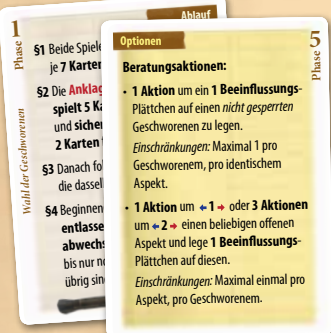 Ablauf
1
Phase
Wahl der Geschworenen
§1 Beide Spiele
je 7 Karten
§2 Die Anklag
spielt 5 Ka
und sicher
2 Karten
§3 Danach fol
die dassel
§4 Beginnen
entlasse
abwechs
bis nur no
übrig sin
Optionen
5
Phase
Beratungsaktionen:
• 1 Aktion um ein 1 Beeinflussungs-
Plättchen auf einen nicht gesperrten
Geschworenen zu legen.
Einschränkungen: Maximal 1 pro
Geschworenem, pro identischem
Aspekt.
• 1 Aktion um ←1→ oder 3 Aktionen
um ←2→ einen beliebigen offenen
Aspekt und lege 1 Beeinflussungs-
Plättchen auf diesen.
Einschränkungen: Maximal einmal pro
Aspekt, pro Geschworenem.